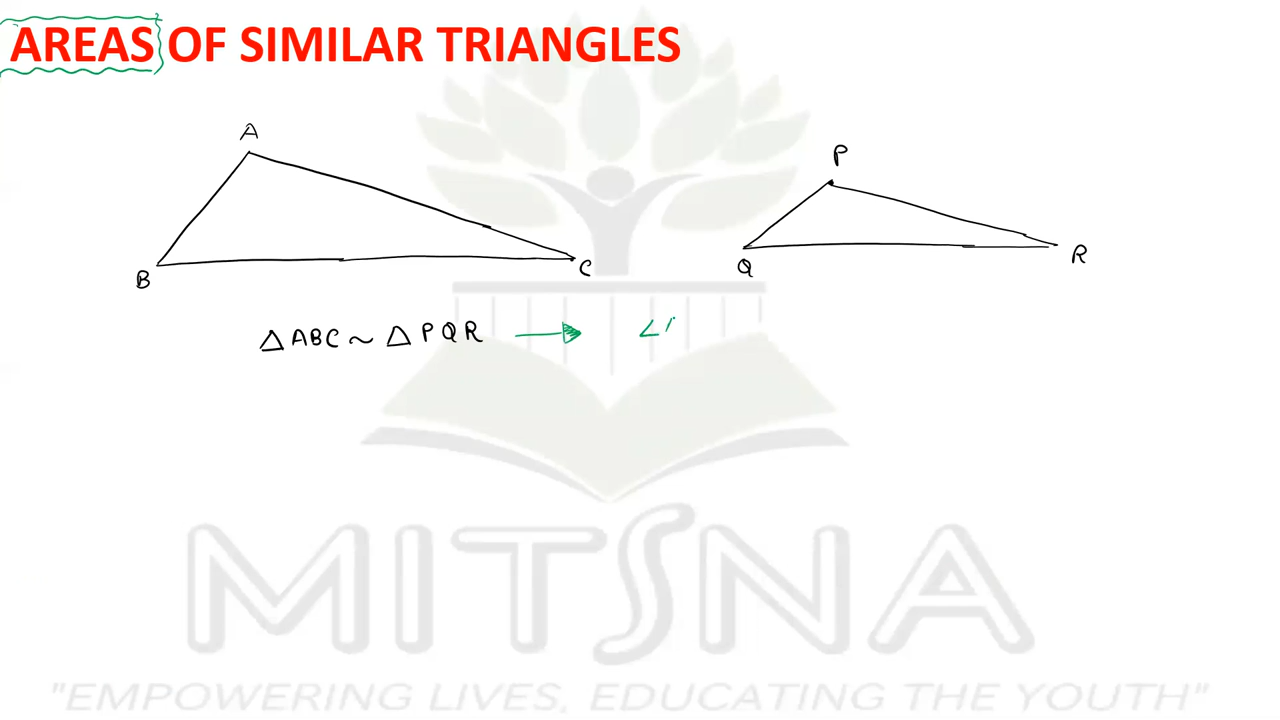 AREAS OF SIMILAR TRIANGLES
A
P
B
C
Q
R
△ABC ~ △PQR → ∠
MITSNA
"EMPOWERING LIVES, EDUCATING THE YOUTH"